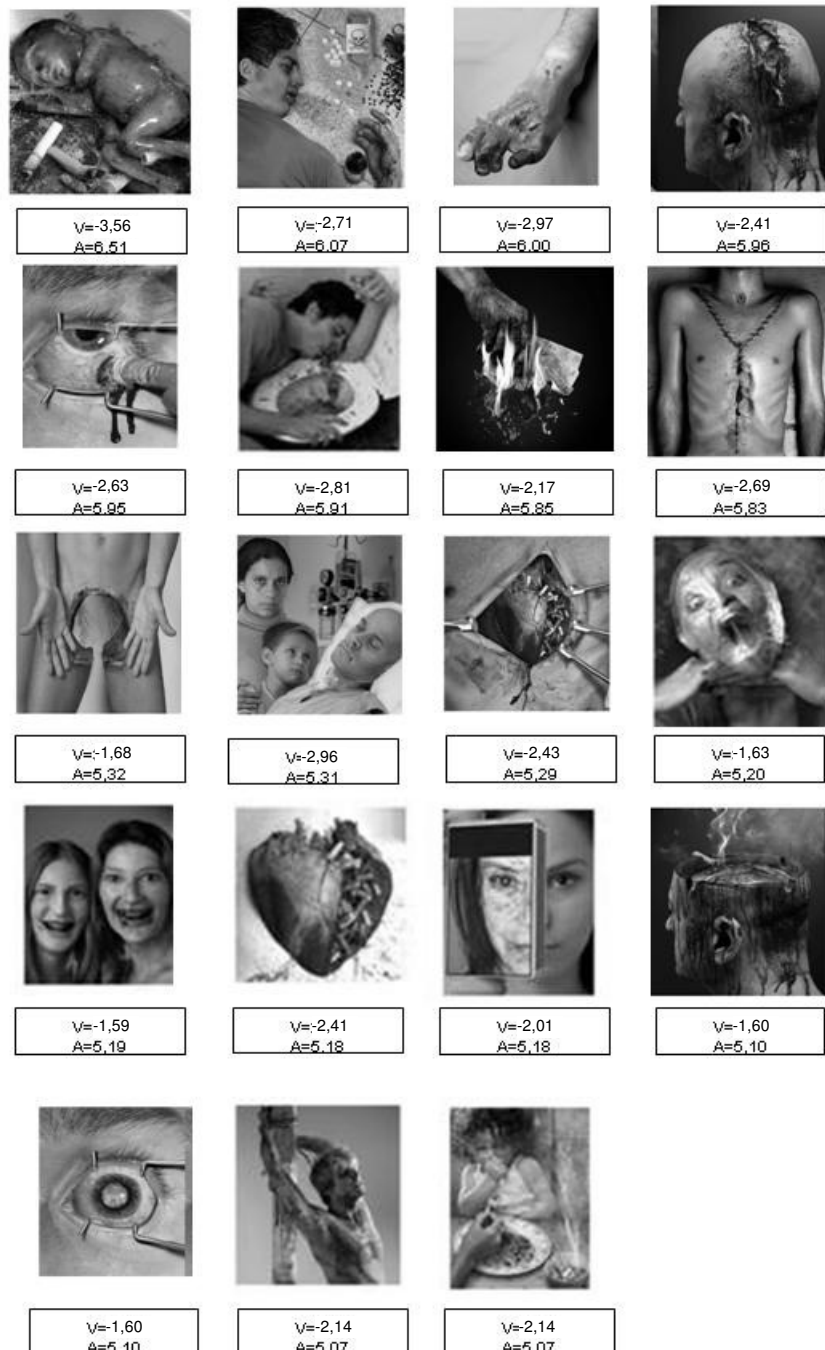 V=-3,56
A=6.51
V=:-2,71
A=6.07
V=-2,97
A=6.00
V=-2,41
A=5.96
V=-2,63
A=5.95
V=-2,81
A=5.91
V=-2,17
A=5.85
V=-2,69
A=5,83
V=:-1,68
A=5,32
V=-2,96
A=5.31
V=-2,43
A=5,29
V=-1,63
A=5,20
V=-1,59
A=5,19
V=:-2,41
A=5,18
V=-2,01
A=5,18
V=-1,60
A=5,10
V=-1,60
A=5,10
V=-2,14
A=5,07
V=-2,14
A=5,07